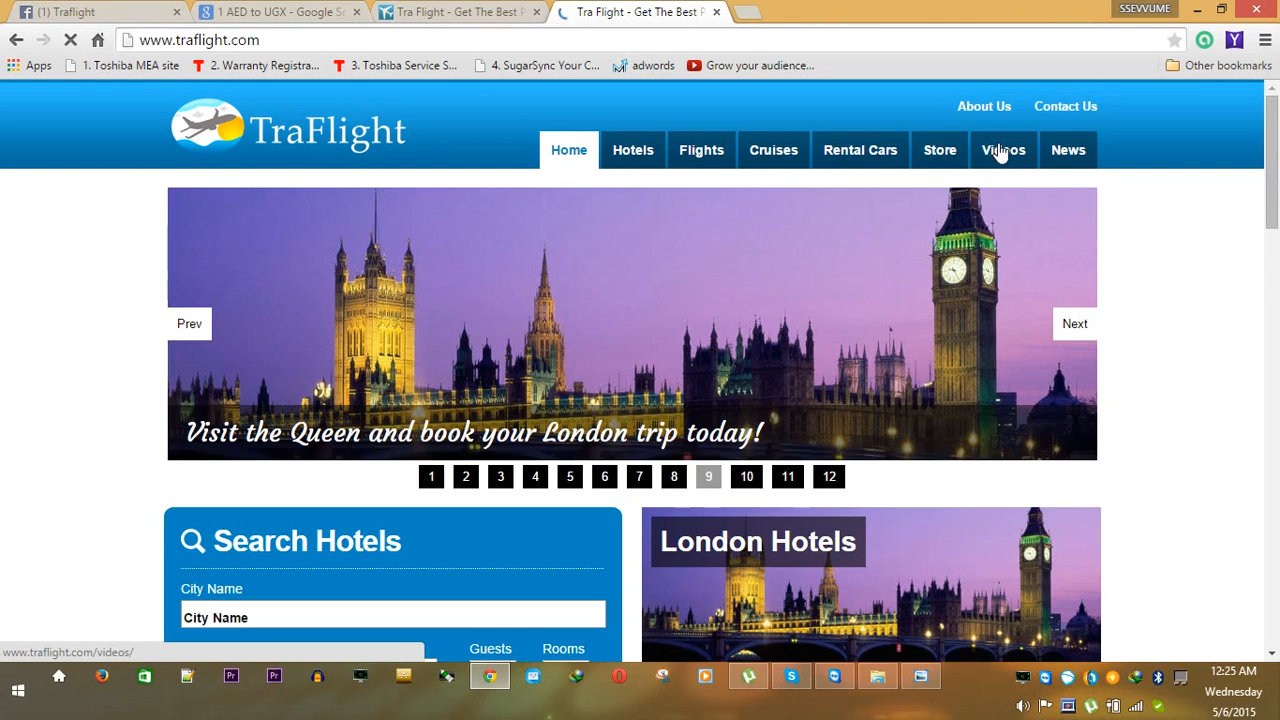 (1) Traflight
1 AED to UGX - Google Se
Tra Flight - Get The Best P
Tra Flight - Get The Best P
SSEVVUME
www.traflight.com
Apps
1. Toshiba MEA site
2. Warranty Registra...
3. Toshiba Service S...
4. SugarSync Your C...
adwords
Grow your audience...
Other bookmarks
About Us
Contact Us
TraFlight
Home
Hotels
Flights
Cruises
Rental Cars
Store
Videos
News
Prev
Next
Visit the Queen and book your London trip today!
1 2 3 4 5 6 7 8 9 10 11 12
Search Hotels
London Hotels
City Name
City Name
Guests
Rooms
www.traflight.com/videos/
12:25 AM
Wednesday
5/6/2015